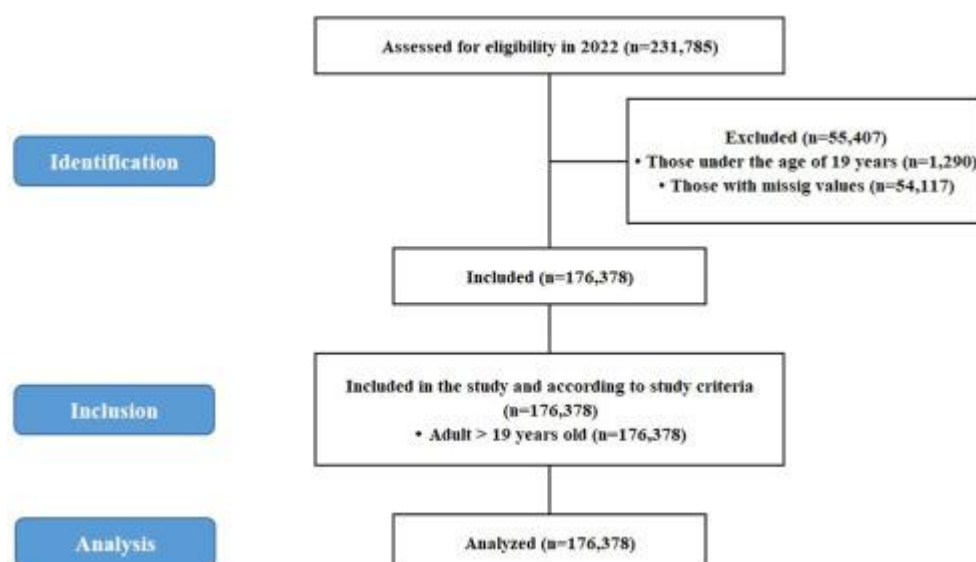 Assessed for eligibility in 2022 (n=231,785)
Identification
Excluded (n=55,407)
• Those under the age of 19 years (n=1,290)
• Those with missig values (n=54,117)
Included (n=176,378)
Inclusion
Included in the study and according to study criteria
(n=176,378)
• Adult > 19 years old (n=176,378)
Analysis
Analyzed (n=176,378)